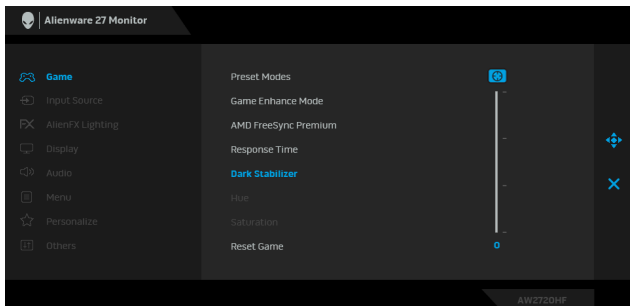 Alienware 27 Monitor
Game
Input Source
AlienFX Lighting
Display
Audio
Menu
Personalize
Others
Preset Modes
Game Enhance Mode
AMD FreeSync Premium
Response Time
Dark Stabilizer
Hue
Saturation
Reset Game
0
AW2720HF